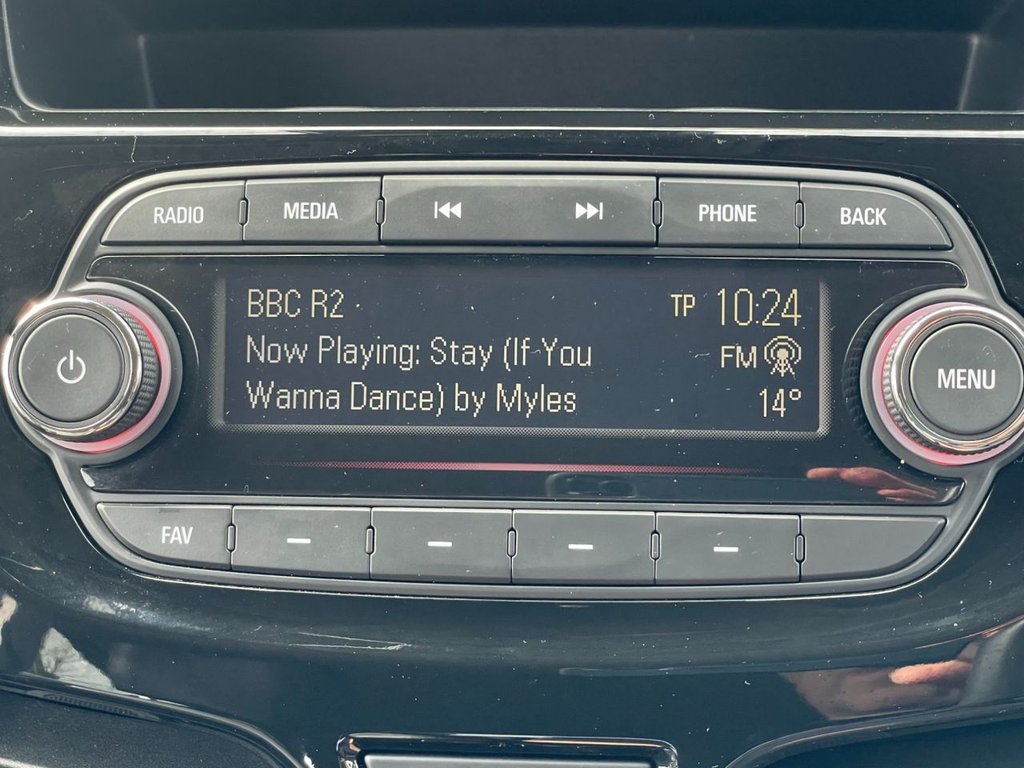 RADIO MEDIA PHONE BACK
BBC R2 TP 10:24
Now Playing: Stay (If You FM
Wanna Dance) by Myles 14°
MENU
FAV